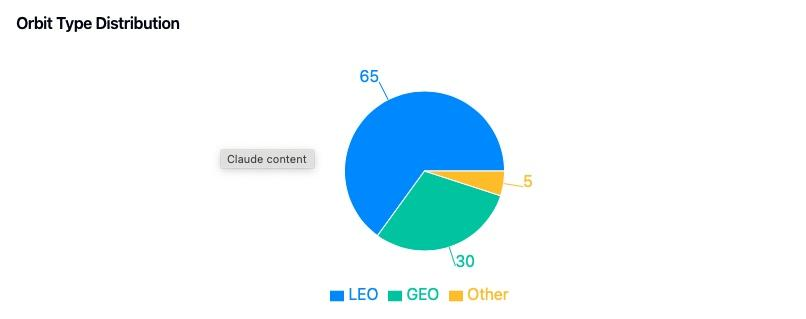 Orbit Type Distribution
65
Claude content
5
30
LEO GEO Other